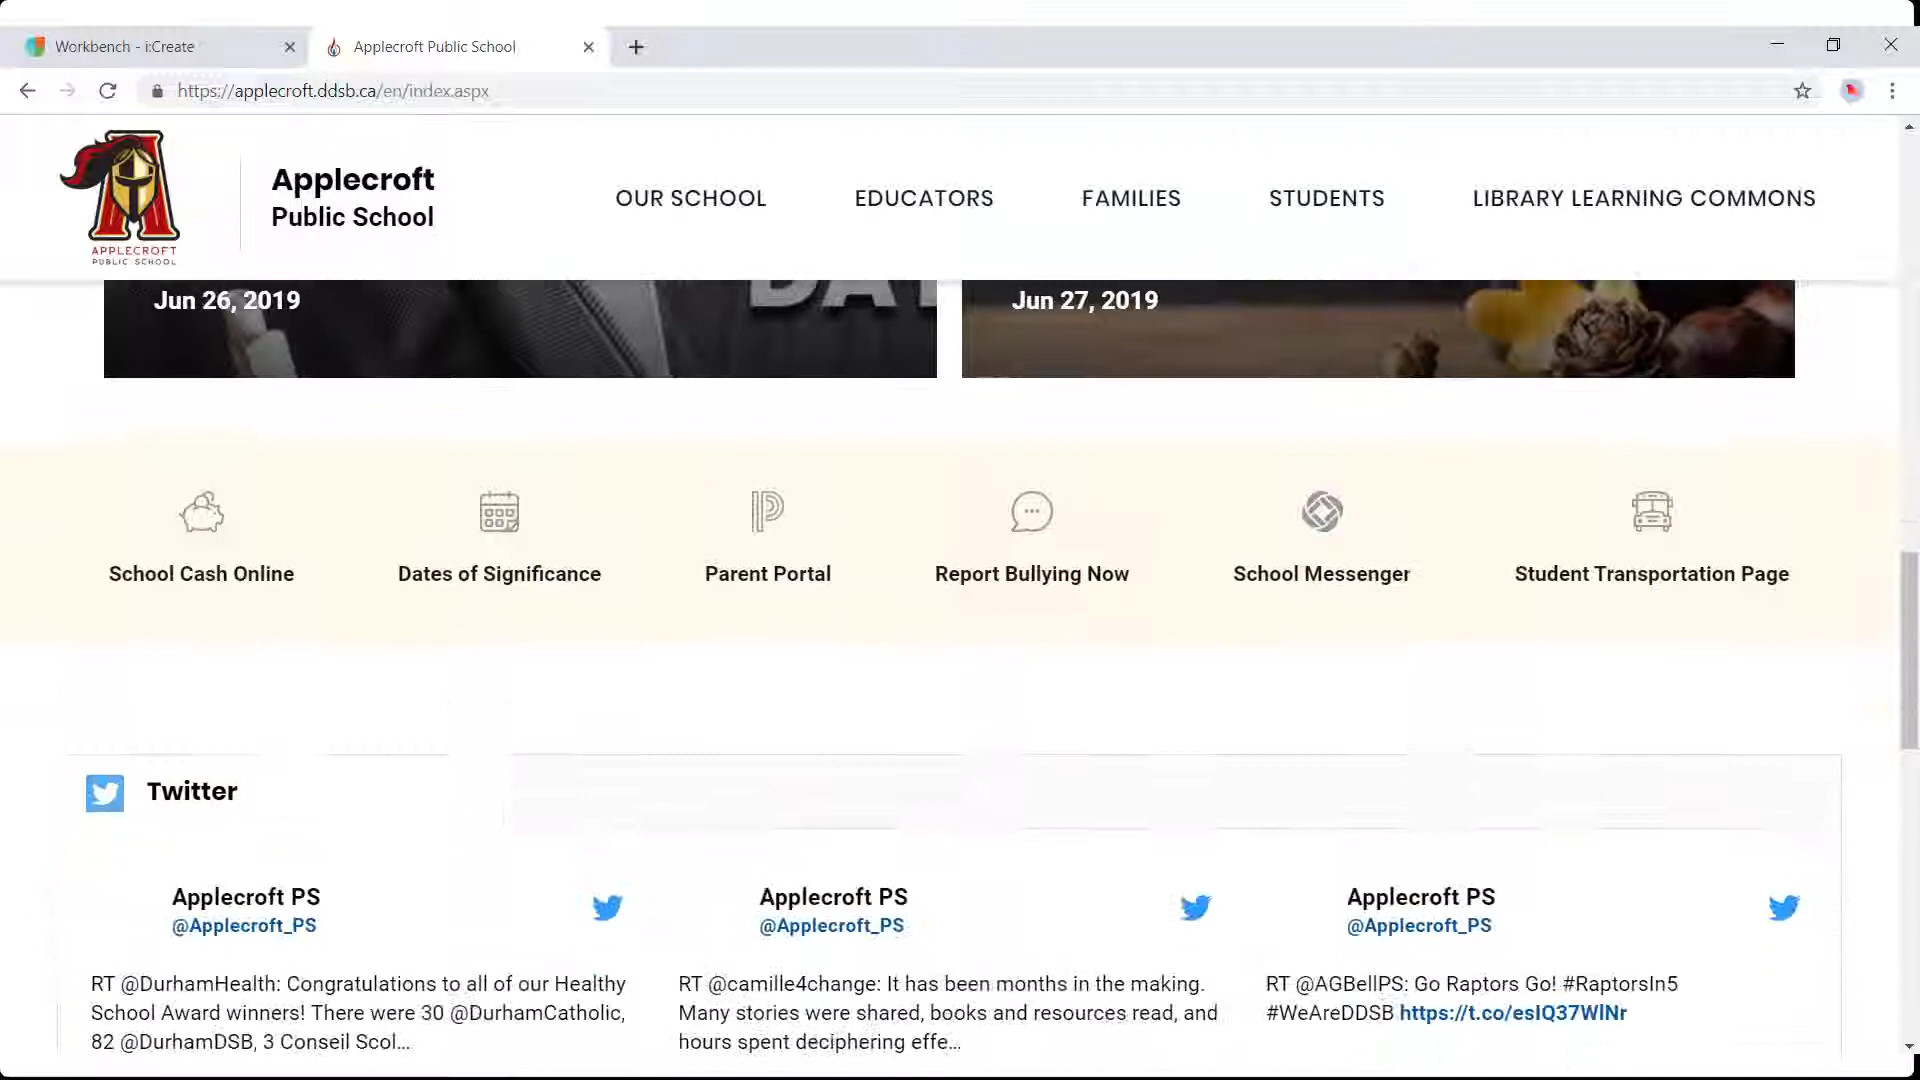 Workbench - i:Create
Applecroft Public School
https://applecroft.ddsb.ca/en/index.aspx
APPLECROFT
PUBLIC SCHOOL
Applecroft
Public School
OUR SCHOOL
EDUCATORS
FAMILIES
STUDENTS
LIBRARY LEARNING COMMONS
Jun 26, 2019
Jun 27, 2019
School Cash Online
Dates of Significance
Parent Portal
Report Bullying Now
School Messenger
Student Transportation Page
Twitter
Applecroft PS
@Applecroft_PS
RT @DurhamHealth: Congratulations to all of our Healthy
School Award winners! There were 30 @DurhamCatholic,
82 @DurhamDSB, 3 Conseil Scol...
Applecroft PS
@Applecroft_PS
RT @camille4change: It has been months in the making.
Many stories were shared, books and resources read, and
hours spent deciphering effe...
Applecroft PS
@Applecroft_PS
RT @AGBellPS: Go Raptors Go! #RaptorsIn5
#WeAreDDSB https://t.co/esIQ37WlNr